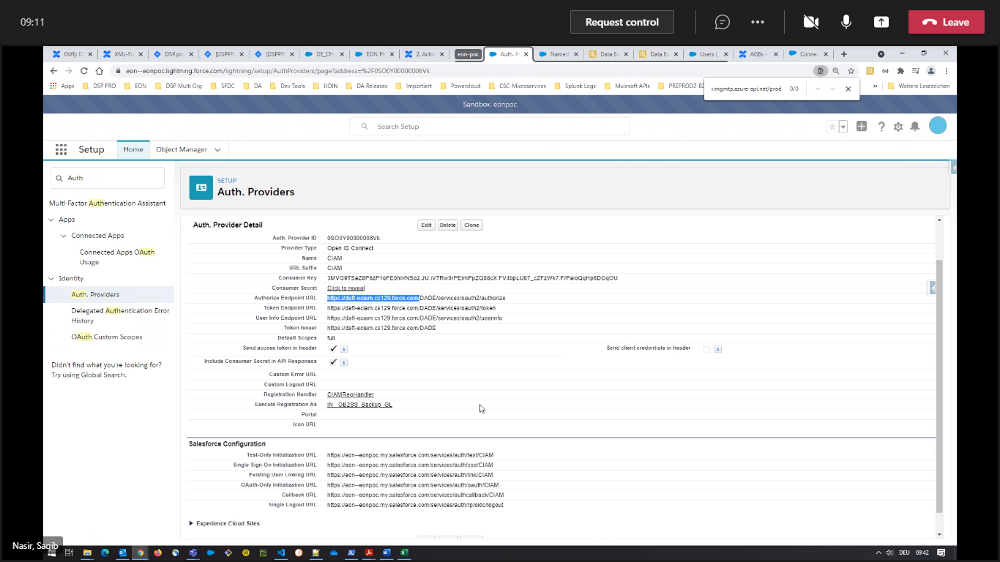 09:11
Request control
Leave
Gliffy D
XML-Fu
DSP.pr
[DSPPR
[DSPPR
DE_CH
EON PI
2. Activ
eon-poc
Auth. P
Named
Data Ex
Data Ex
Users |
AGBs -
Connec
eon--eonpoc.lightning.force.com/lightning/setup/AuthProviders/page?address=%2F0SO0Y00000006Vk
Apps
DSP PRO
EON
DSP Multi Org
SFDC
DA
Dev Tools
IJOIN
DA Releases
Importiert
Powercloud
CSC-Microservices
Splunk Logs
Mulesoft APIs
PREPROD2-B2
Weitere Lesezeichen
imgmtp.azure-api.net/prod 0/0
Sandbox: eonpoc
Search Setup
Setup
Home
Object Manager
Auth
Multi-Factor Authentication Assistant
Apps
Connected Apps
Connected Apps OAuth
Usage
Identity
Auth. Providers
Delegated Authentication Error
History
OAuth Custom Scopes
Didn't find what you're looking for?
Try using Global Search.
SETUP
Auth. Providers
Auth. Provider Detail
Edit Delete Clone
Auth. Provider ID 0SO0Y00000006Vk
Provider Type Open ID Connect
Name CIAM
URL Suffix CIAM
Consumer Key
Consumer Secret Click to reveal
Authorize Endpoint URL https://daft-eciam.cs129.force.com/DADE/services/oauth2/authorize
Token Endpoint URL https://daft-eciam.cs129.force.com/DADE/services/oauth2/token
User Info Endpoint URL https://daft-eciam.cs129.force.com/DADE/services/oauth2/userinfo
Token Issuer https://daft-eciam.cs129.force.com/DADE
Default Scopes full
Send access token in header
Send client credentials in header
Include Consumer Secret in API Responses
Custom Error URL
Custom Logout URL
Registration Handler CIAMRegHandler
Execute Registration As IN_OB2SS_Backup_GL
Portal
Icon URL
Salesforce Configuration
Test-Only Initialization URL https://eon--eonpoc.my.salesforce.com/services/auth/test/CIAM
Single Sign-On Initialization URL https://eon--eonpoc.my.salesforce.com/services/auth/sso/CIAM
Existing User Linking URL https://eon--eonpoc.my.salesforce.com/services/auth/link/CIAM
OAuth-Only Initialization URL https://eon--eonpoc.my.salesforce.com/services/auth/oauth/CIAM
Callback URL https://eon--eonpoc.my.salesforce.com/services/authcallback/CIAM
Single Logout URL https://eon--eonpoc.my.salesforce.com/services/auth/rp/oidc/logout
Experience Cloud Sites
Nasir, Saqib
DEU 09:42